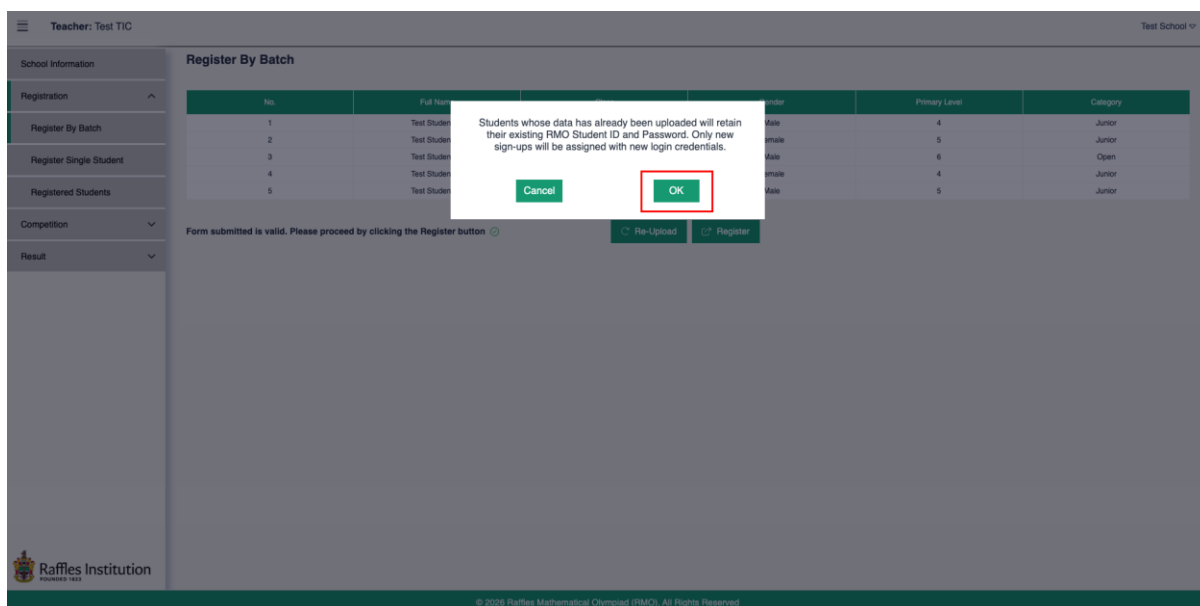 Teacher: Test TIC
Test School
School Information
Registration
Register By Batch
Register Single Student
Registered Students
Competition
Result
Register By Batch
No. Full Name Gender Primary Level Category
1 Test Studen Male 4 Junior
2 Test Studen emale 5 Junior
3 Test Studen Male 6 Open
4 Test Studen emale 4 Junior
5 Test Studen Male 5 Junior
Students whose data has already been uploaded will retain
their existing RMO Student ID and Password. Only new
sign-ups will be assigned with new login credentials.
Cancel OK
Form submitted is valid. Please proceed by clicking the Register button
Re-Upload Register
Raffles Institution
FOUNDED 1823
© 2026 Raffles Mathematical Olympiad (RMO). All Rights Reserved